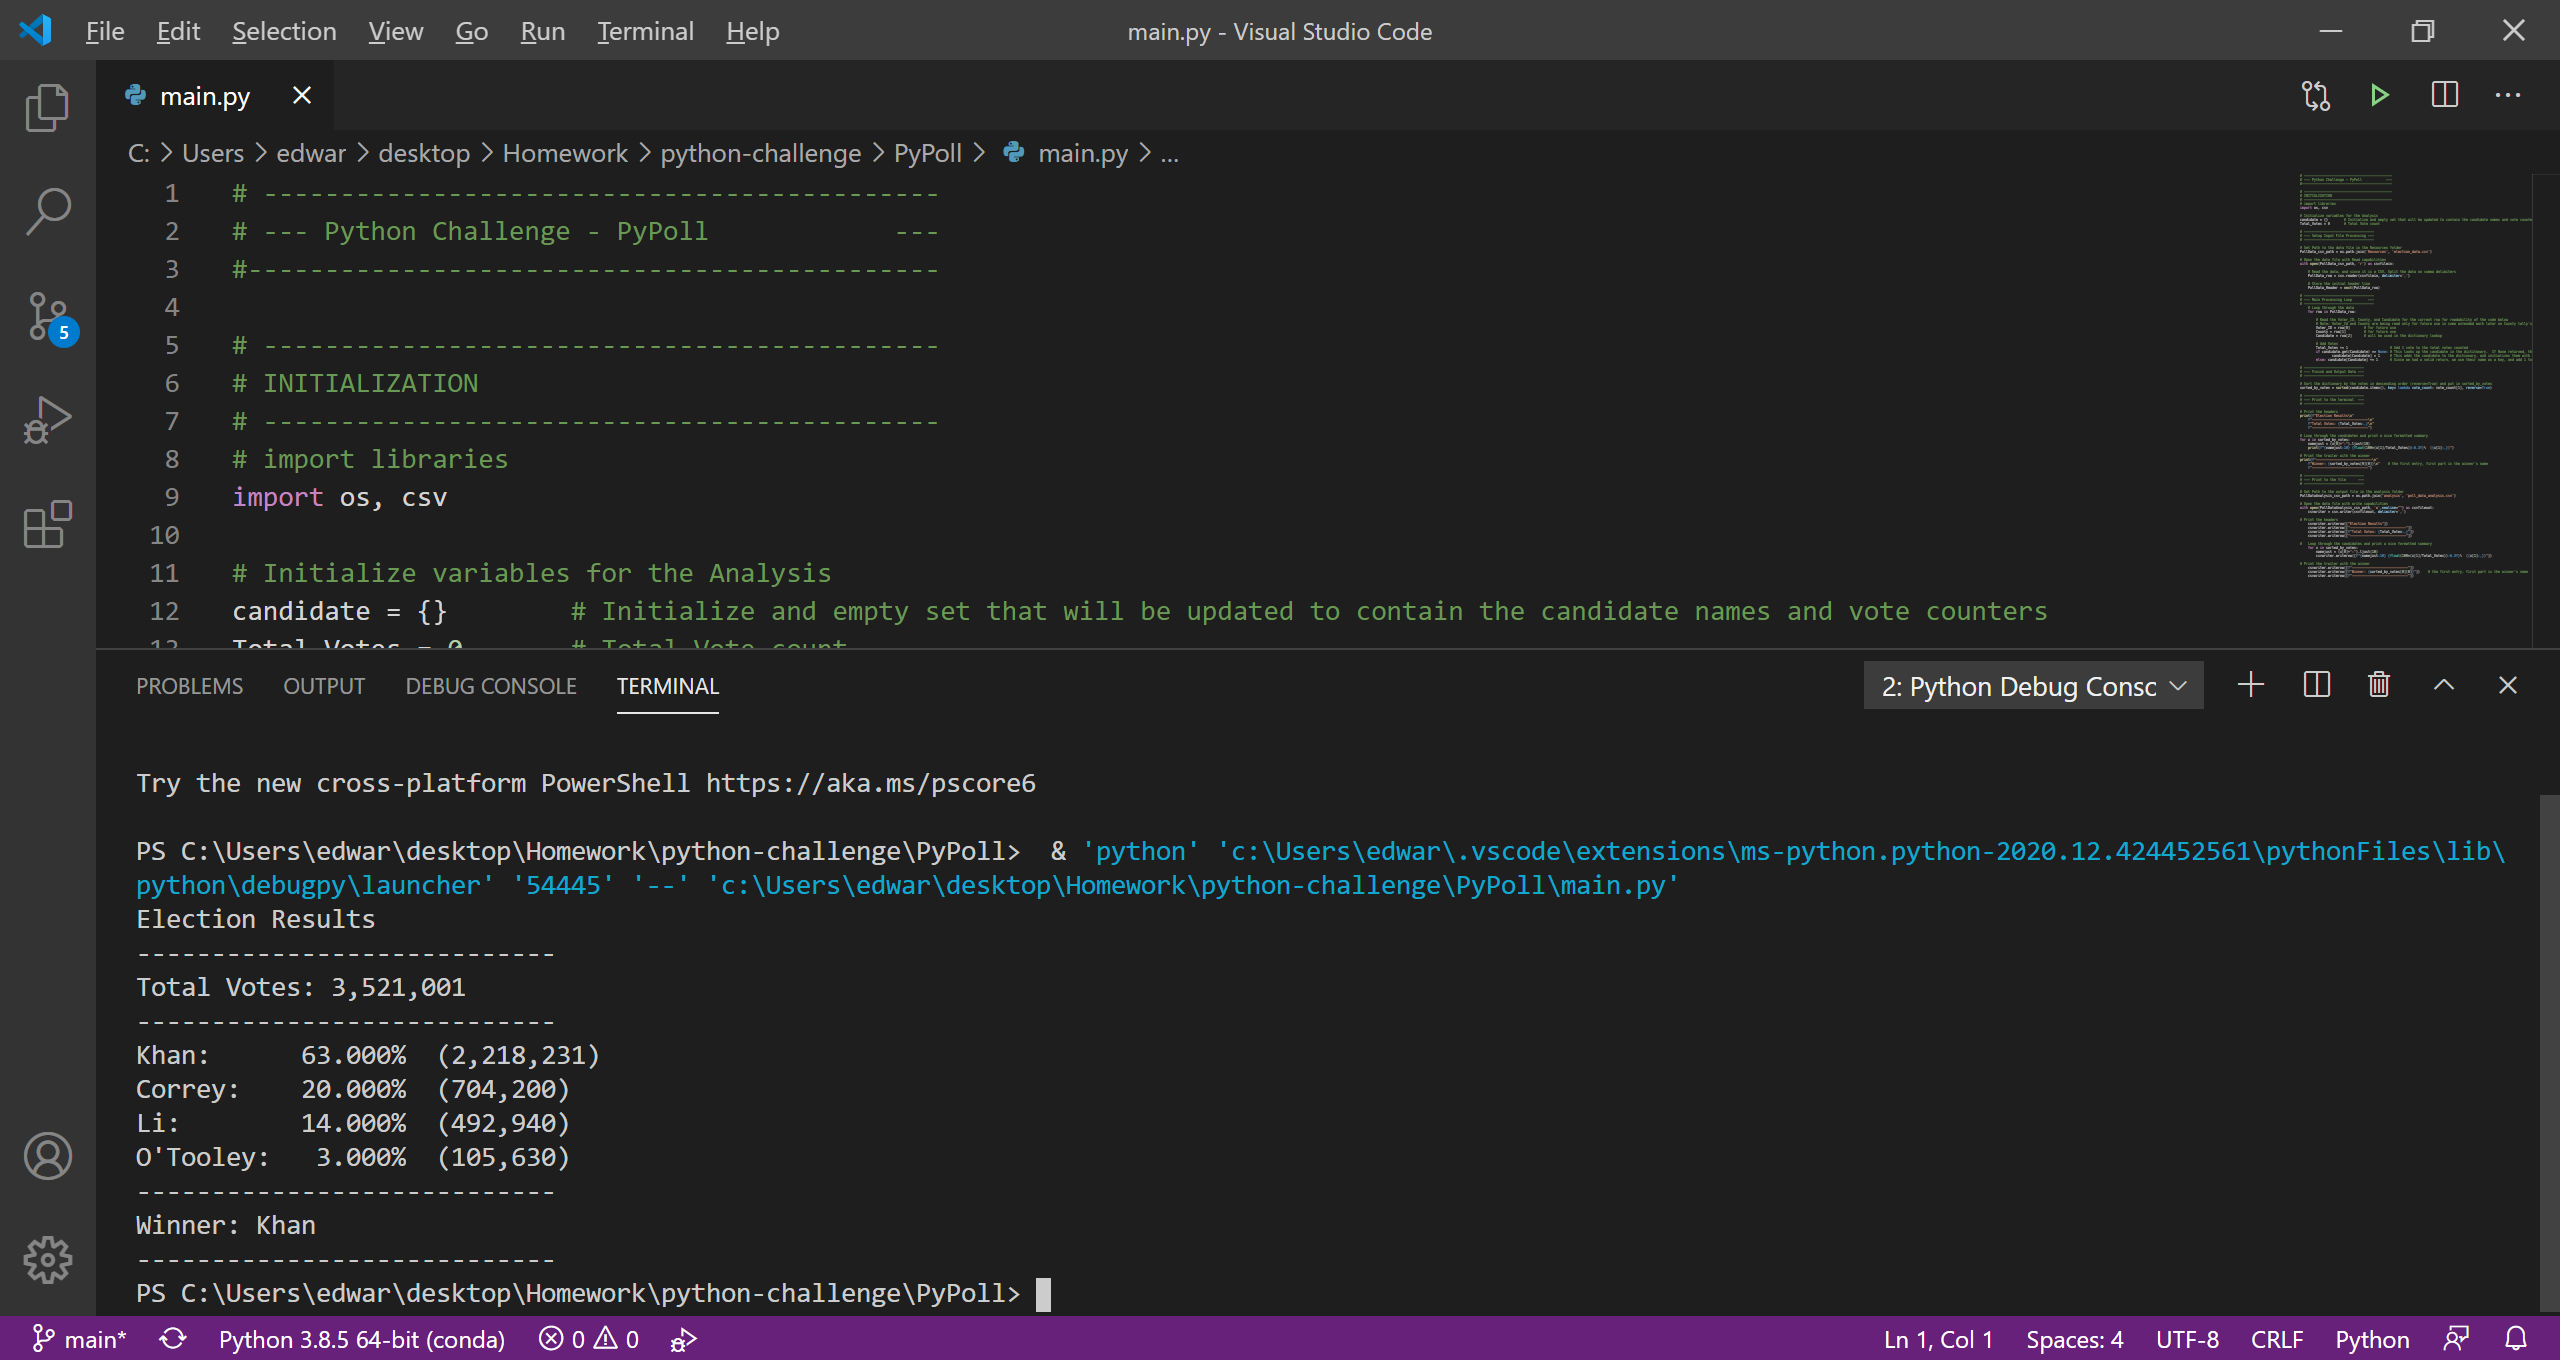 File Edit Selection View Go Run Terminal Help main.py - Visual Studio Code
main.py
C: > Users > edwar > desktop > Homework > python-challenge > PyPoll > main.py > ...
1 # --------------------------------------------
2 # --- Python Challenge - PyPoll            ---
3 #---------------------------------------------
4
5 # --------------------------------------------
6 # INITIALIZATION
7 # --------------------------------------------
8 # import libraries
9 import os, csv
10
11 # Initialize variables for the Analysis
12 candidate = {}        # Initialize and empty set that will be updated to contain the candidate names and vote counters
13 Total_Votes = 0       # Total Vote count
5
PROBLEMS OUTPUT DEBUG CONSOLE TERMINAL 2: Python Debug Consc
Try the new cross-platform PowerShell https://aka.ms/pscore6
PS C:\Users\edwar\desktop\Homework\python-challenge\PyPoll>  & 'python' 'c:\Users\edwar\.vscode\extensions\ms-python.python-2020.12.424452561\pythonFiles\lib\
python\debugpy\launcher' '54445' '--' 'c:\Users\edwar\desktop\Homework\python-challenge\PyPoll\main.py'
Election Results
----------------------------
Total Votes: 3,521,001
----------------------------
Khan:      63.000%  (2,218,231)
Correy:    20.000%  (704,200)
Li:        14.000%  (492,940)
O'Tooley:   3.000%  (105,630)
----------------------------
Winner: Khan
----------------------------
PS C:\Users\edwar\desktop\Homework\python-challenge\PyPoll>
main* Python 3.8.5 64-bit (conda) 0 0 Ln 1, Col 1 Spaces: 4 UTF-8 CRLF Python